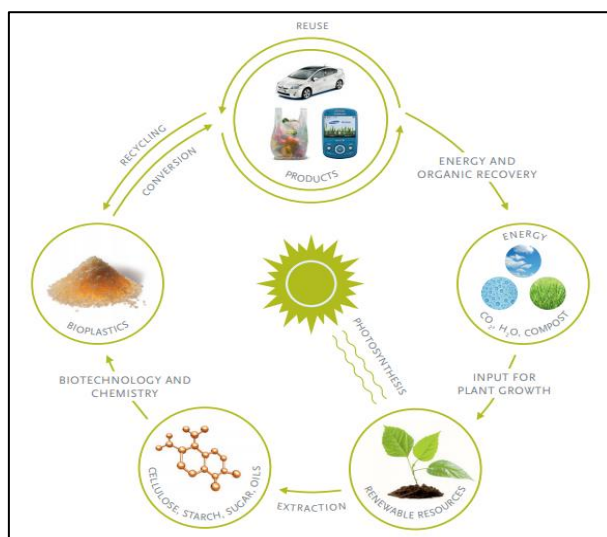 REUSE
PRODUCTS
RECYCLING
CONVERSION
ENERGY AND
ORGANIC RECOVERY
ENERGY
CO₂, H₂O, COMPOST
BIOPLASTICS
PHOTOSYNTHESIS
BIOTECHNOLOGY AND
CHEMISTRY
INPUT FOR
PLANT GROWTH
CELLULOSE, STARCH, SUGAR, OILS
EXTRACTION
RENEWABLE RESOURCES